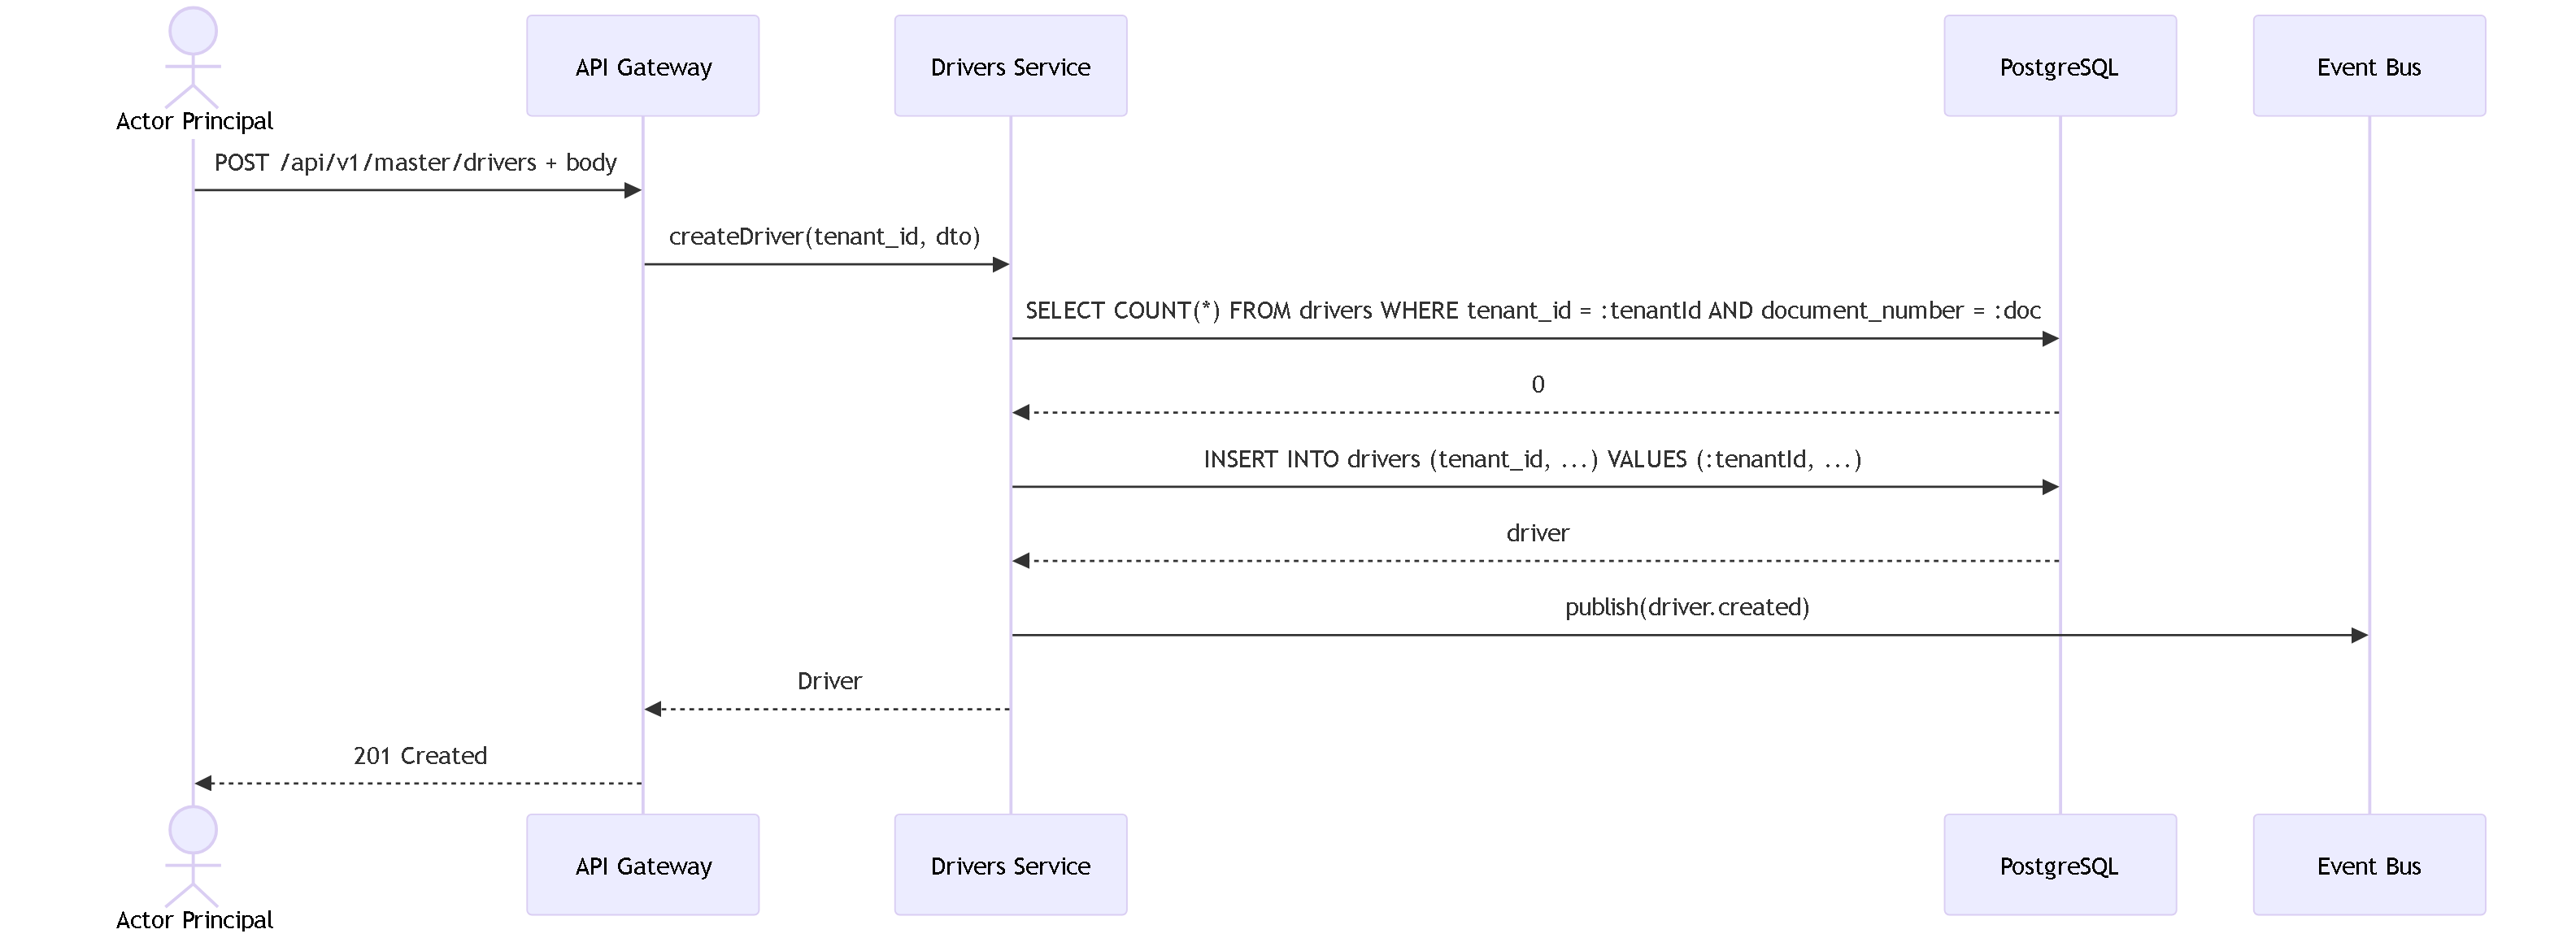 Actor Principal
API Gateway
Drivers Service
PostgreSQL
Event Bus
POST /api/v1/master/drivers + body
createDriver(tenant_id, dto)
SELECT COUNT(*) FROM drivers WHERE tenant_id = :tenantId AND document_number = :doc
0
INSERT INTO drivers (tenant_id, ...) VALUES (:tenantId, ...)
driver
publish(driver.created)
Driver
201 Created
Actor Principal
API Gateway
Drivers Service
PostgreSQL
Event Bus